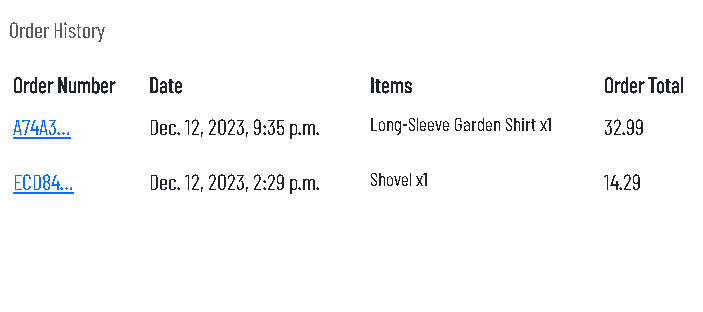 Order History
Order Number Date Items Order Total
A74A3... Dec. 12, 2023, 9:35 p.m. Long-Sleeve Garden Shirt x1 32.99
ECD84... Dec. 12, 2023, 2:29 p.m. Shovel x1 14.29